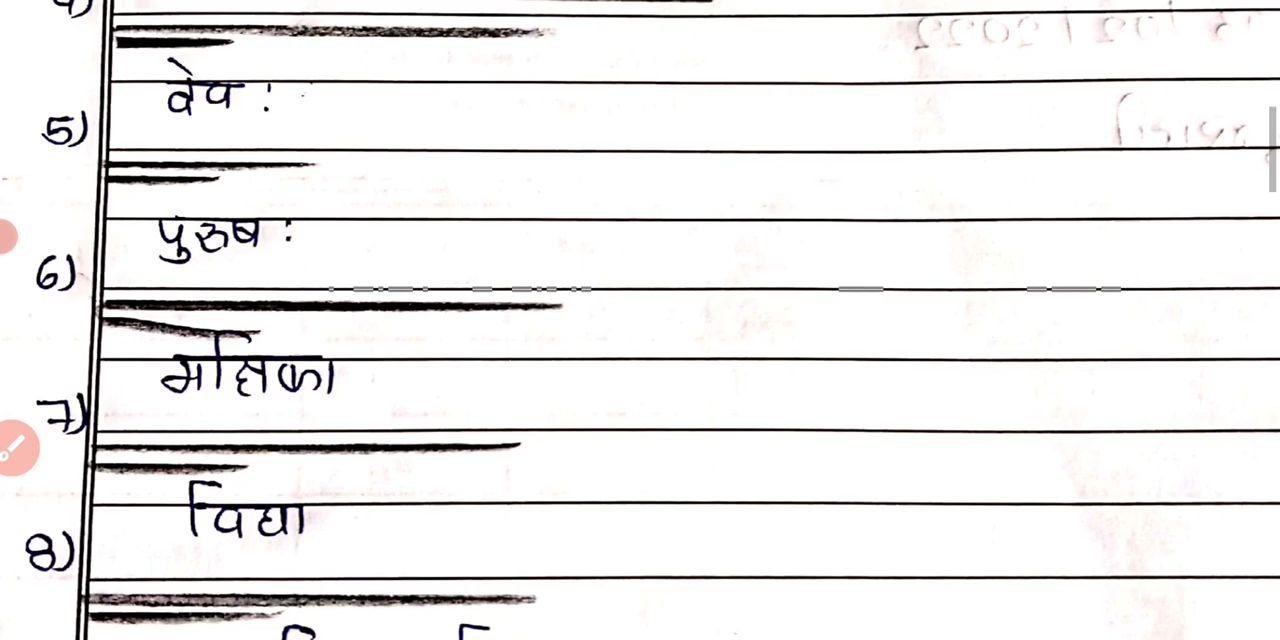 देव :
5)
पुरुष :
6)
मक्षिका
7)
विद्या
8)